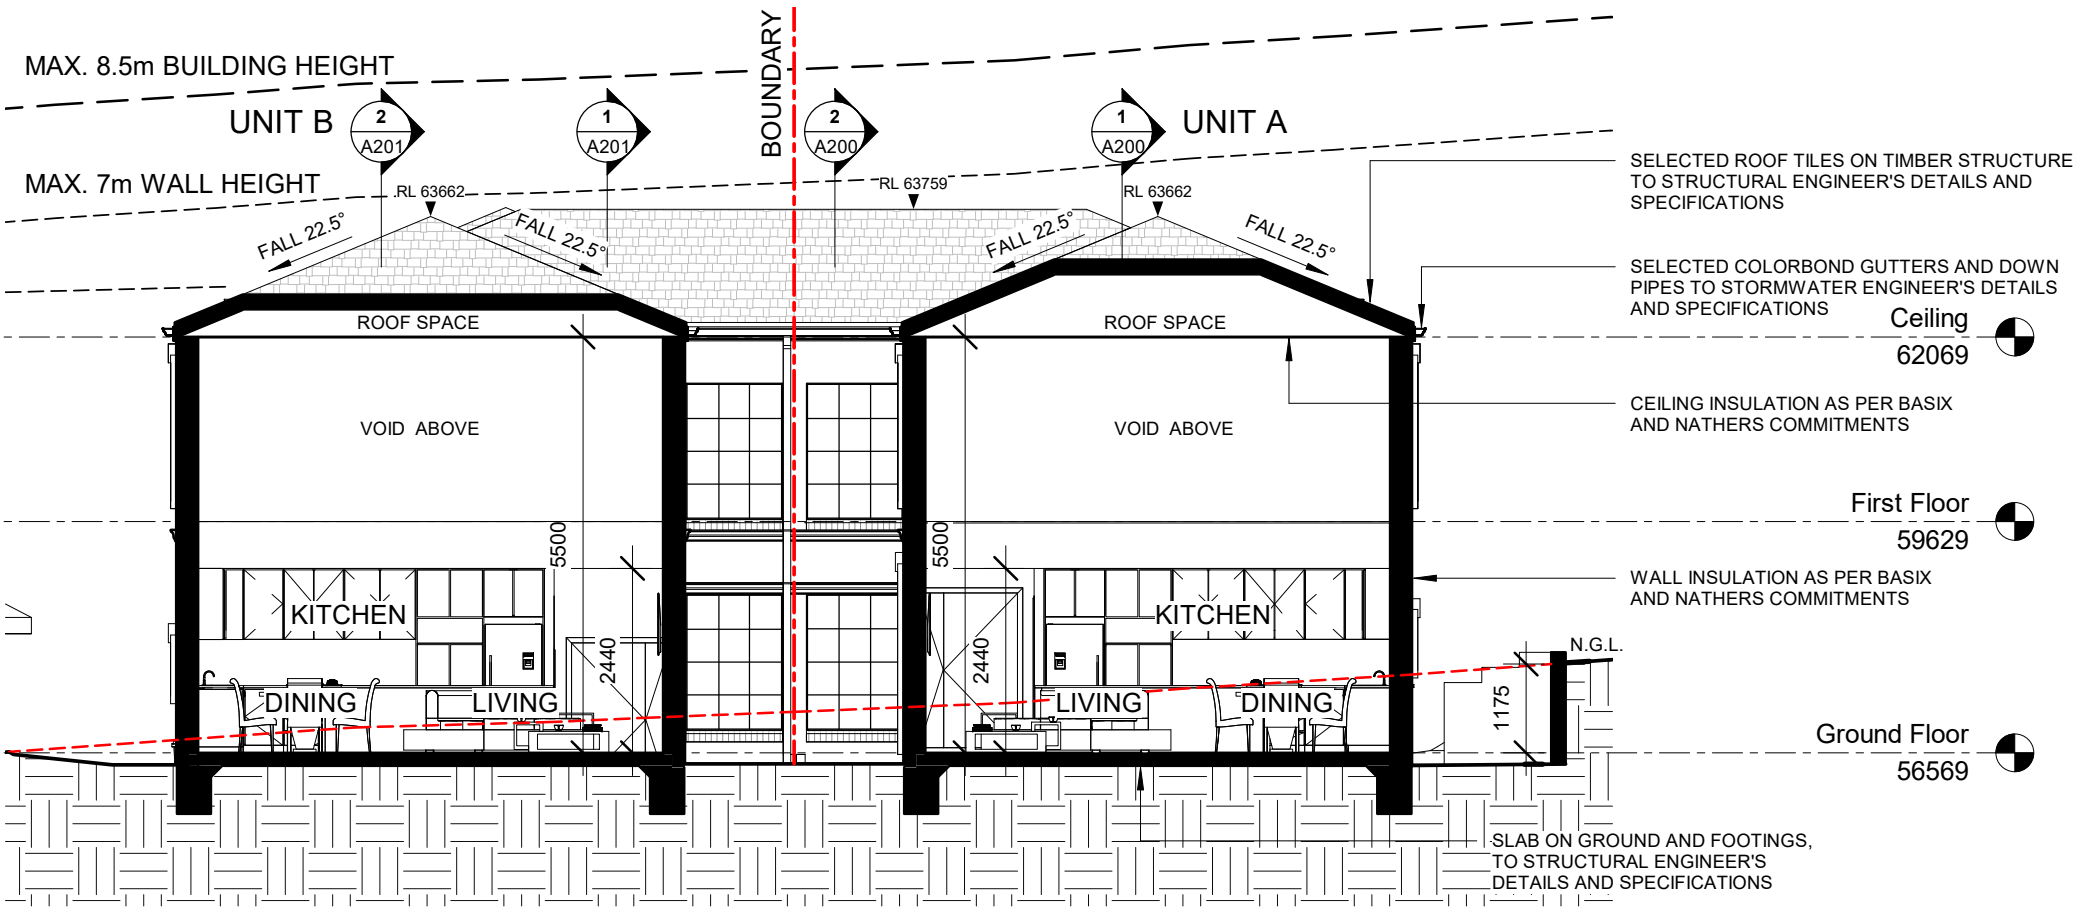 MAX. 8.5m BUILDING HEIGHT
BOUNDARY
UNIT B
2
A201
1
A201
2
A200
1
A200
UNIT A
MAX. 7m WALL HEIGHT
RL 63662
RL 63759
RL 63662
FALL 22.5°
FALL 22.5°
FALL 22.5°
FALL 22.5°
SELECTED ROOF TILES ON TIMBER STRUCTURE
TO STRUCTURAL ENGINEER'S DETAILS AND
SPECIFICATIONS
SELECTED COLORBOND GUTTERS AND DOWN
PIPES TO STORMWATER ENGINEER'S DETAILS
AND SPECIFICATIONS
Ceiling
62069
ROOF SPACE
ROOF SPACE
CEILING INSULATION AS PER BASIX
AND NATHERS COMMITMENTS
VOID ABOVE
VOID ABOVE
First Floor
59629
5500
5500
WALL INSULATION AS PER BASIX
AND NATHERS COMMITMENTS
KITCHEN
KITCHEN
2440
2440
N.G.L.
1175
DINING
LIVING
LIVING
DINING
Ground Floor
56569
SLAB ON GROUND AND FOOTINGS,
TO STRUCTURAL ENGINEER'S
DETAILS AND SPECIFICATIONS